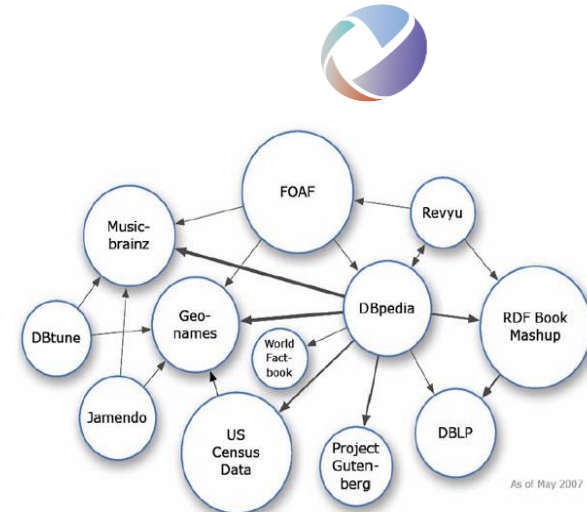 FOAF
Music-
brainz
Revyu
DBpedia
RDF Book
Mashup
Geo-
names
DBtune
World
Fact-
book
Jamendo
US
Census
Data
Project
Guten-
berg
DBLP
As of May 2007